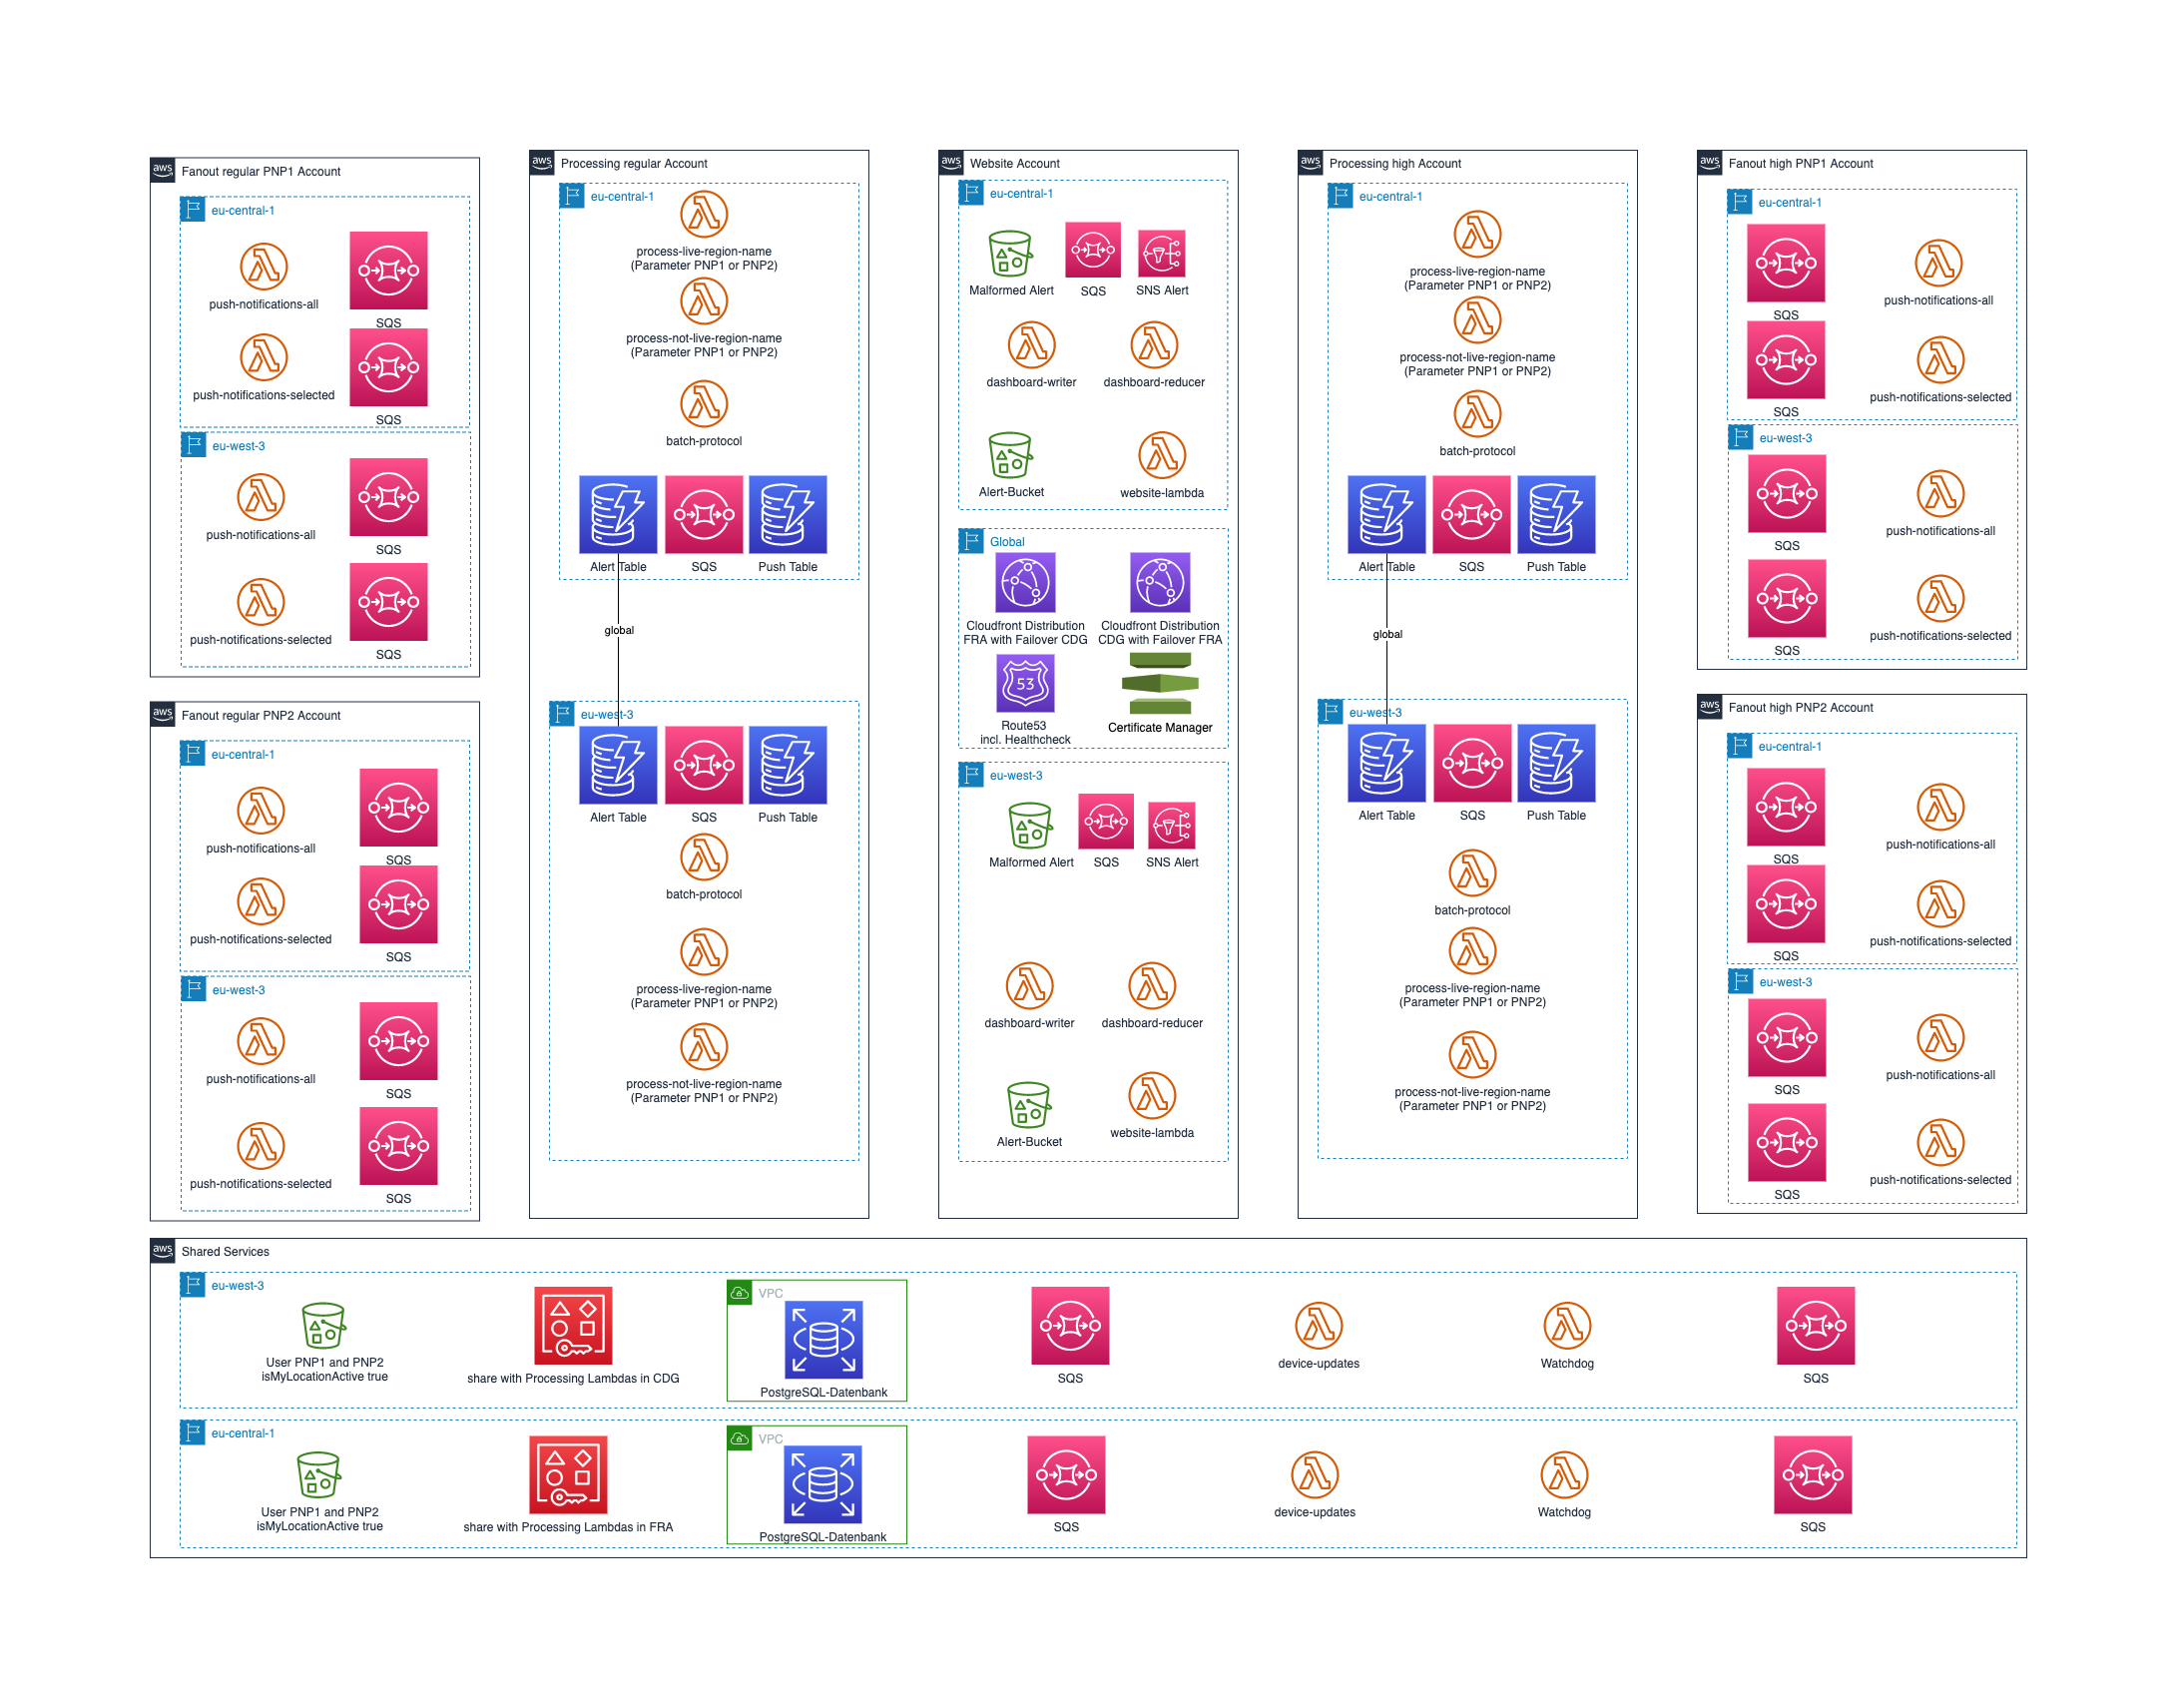 aws
Fanout regular PNP1 Account
eu-central-1
push-notifications-all
SQS
push-notifications-selected
SQS
eu-west-3
push-notifications-all
SQS
push-notifications-selected
SQS
aws
Fanout regular PNP2 Account
eu-central-1
push-notifications-all
SQS
push-notifications-selected
SQS
eu-west-3
push-notifications-all
SQS
push-notifications-selected
SQS
aws
Processing regular Account
eu-central-1
process-live-region-name
(Parameter PNP1 or PNP2)
process-not-live-region-name
(Parameter PNP1 or PNP2)
batch-protocol
Alert Table
SQS
Push Table
global
eu-west-3
Alert Table
SQS
Push Table
batch-protocol
process-live-region-name
(Parameter PNP1 or PNP2)
process-not-live-region-name
(Parameter PNP1 or PNP2)
aws
Website Account
eu-central-1
Malformed Alert
SQS
SNS Alert
dashboard-writer
dashboard-reducer
Alert-Bucket
website-lambda
Global
Cloudfront Distribution
FRA with Failover CDG
Cloudfront Distribution
CDG with Failover FRA
53
Route53
incl. Healthcheck
Certificate Manager
eu-west-3
Malformed Alert
SQS
SNS Alert
dashboard-writer
dashboard-reducer
Alert-Bucket
website-lambda
aws
Processing high Account
eu-central-1
process-live-region-name
(Parameter PNP1 or PNP2)
process-not-live-region-name
(Parameter PNP1 or PNP2)
batch-protocol
Alert Table
SQS
Push Table
global
eu-west-3
Alert Table
SQS
Push Table
batch-protocol
process-live-region-name
(Parameter PNP1 or PNP2)
process-not-live-region-name
(Parameter PNP1 or PNP2)
aws
Fanout high PNP1 Account
eu-central-1
SQS
push-notifications-all
SQS
push-notifications-selected
eu-west-3
SQS
push-notifications-all
SQS
push-notifications-selected
aws
Fanout high PNP2 Account
eu-central-1
SQS
push-notifications-all
SQS
push-notifications-selected
eu-west-3
SQS
push-notifications-all
SQS
push-notifications-selected
aws
Shared Services
eu-west-3
User PNP1 and PNP2
isMyLocationActive true
share with Processing Lambdas in CDG
VPC
PostgreSQL-Datenbank
SQS
device-updates
Watchdog
SQS
eu-central-1
User PNP1 and PNP2
isMyLocationActive true
share with Processing Lambdas in FRA
VPC
PostgreSQL-Datenbank
SQS
device-updates
Watchdog
SQS